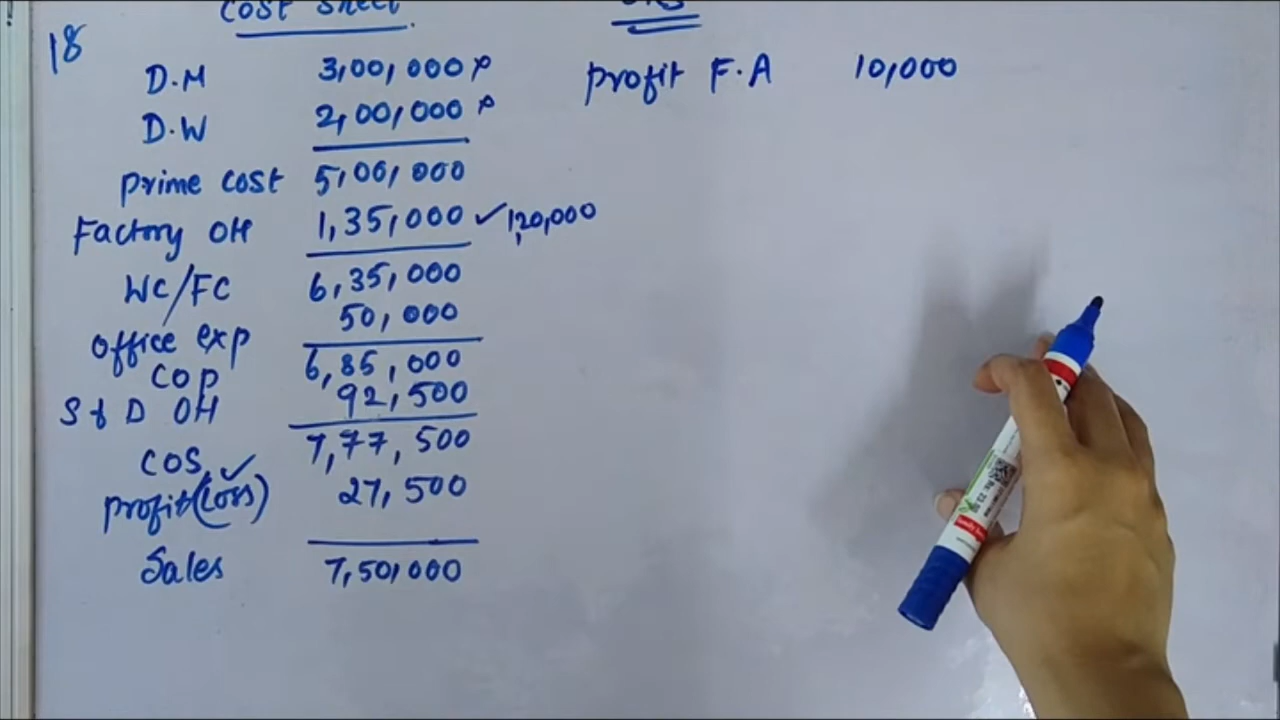 Cost Sheet
18
D.M 3,00,000 p
D.W 2,00,000 p
Prime cost 5,00,000
Factory OH 1,35,000 ✓ 1,20,000
WC/FC 6,35,000
office exp 50,000
COP 6,85,000
S & D OH 92,500
COS 7,77,500
Profit(Loss) ✓ 27,500
Sales 7,50,000
Profit F.A 10,000